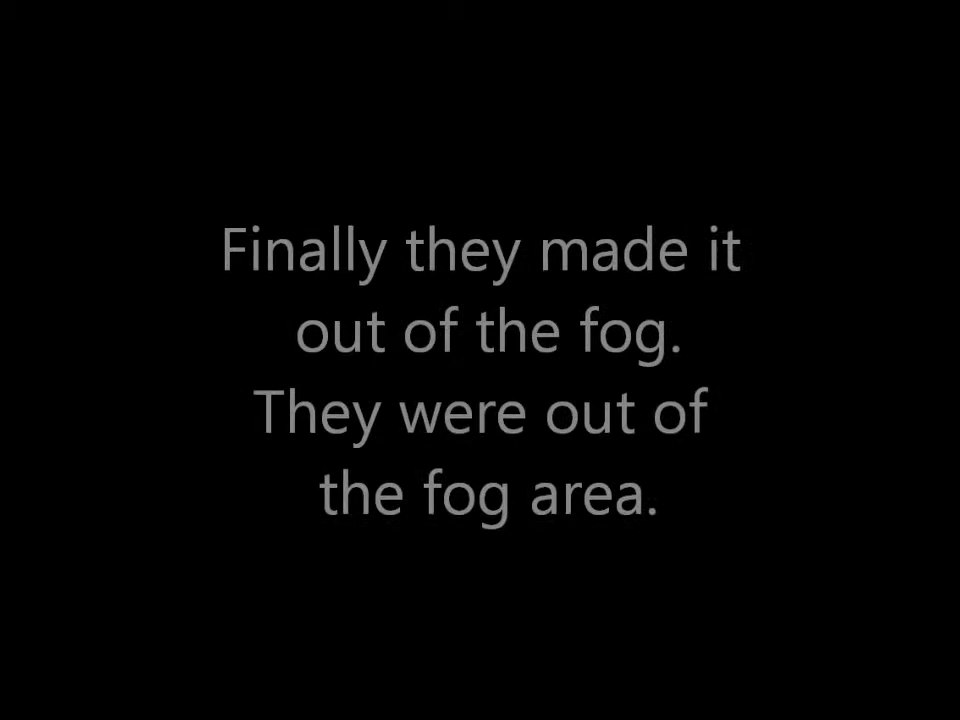 Finally they made it
out of the fog.
They were out of
the fog area.